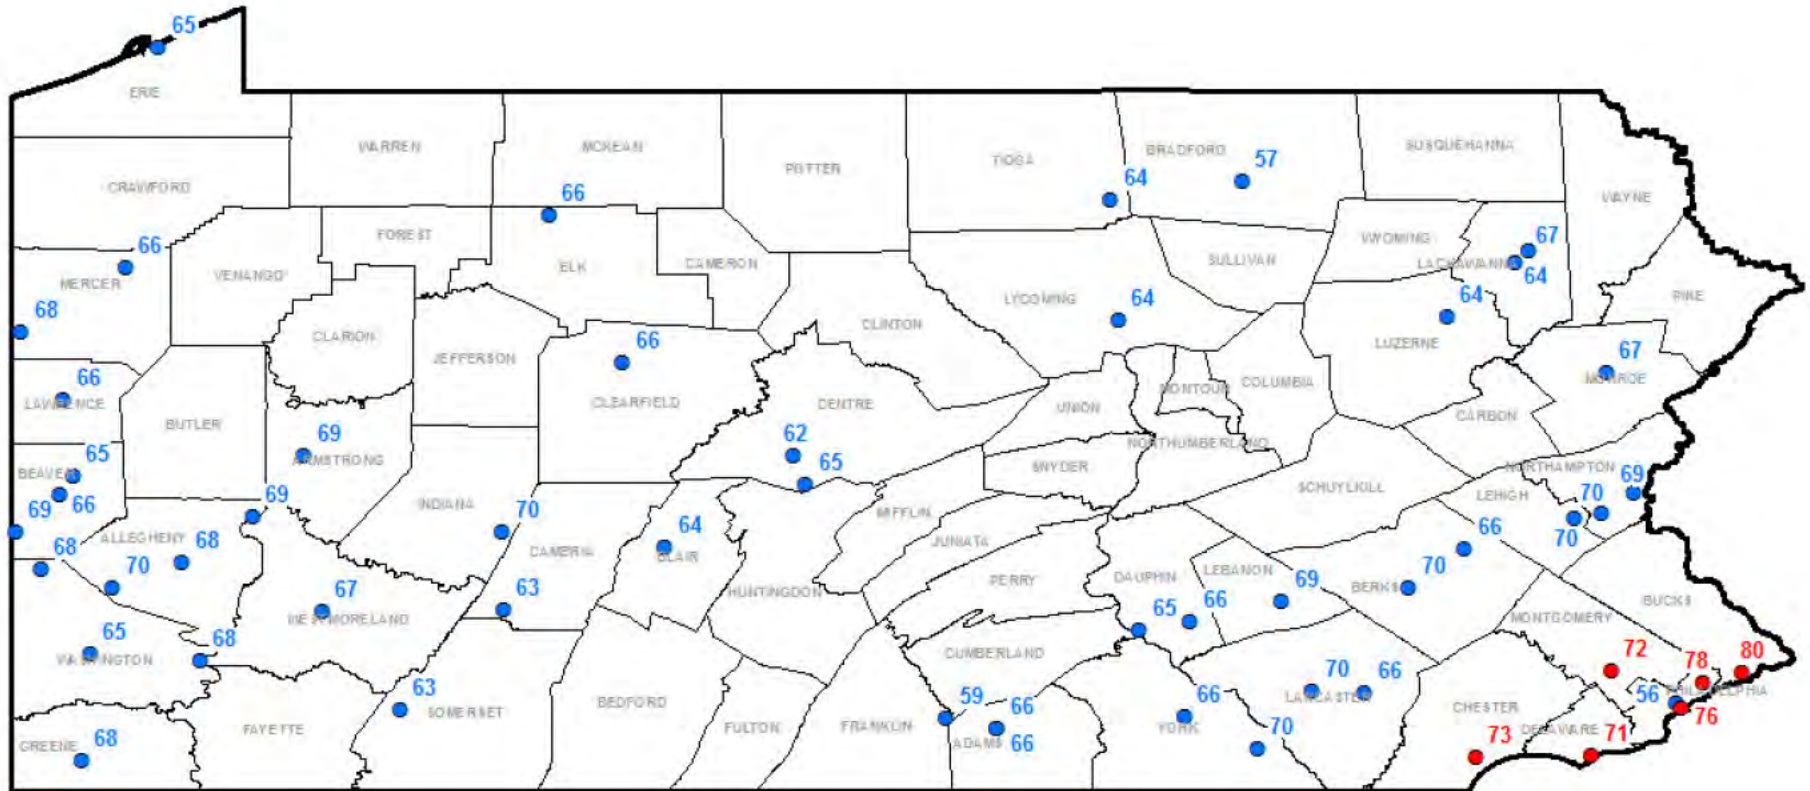 65
ERIE
WARREN
MCKEAN
POTTER
TIOGA
BRADFORD
57
SUSQUEHANNA
CRAWFORD
66
64
WAYNE
66
MERCER
VENANGO
FOREST
ELK
CAMERON
SULLIVAN
WYOMING
67
LACKAWANNA
64
68
CLARION
JEFFERSON
66
CLINTON
LYCOMING
64
64
LUZERNE
PIKE
66
LAWRENCE
BUTLER
CLEARFIELD
CENTRE
UNION
MONTOUR
COLUMBIA
CARBON
67
MONROE
69
ARMSTRONG
62
65
SNYDER
NORTHUMBERLAND
65
BEAVER
66
69
69
INDIANA
70
MIFFLIN
SCHUYLKILL
NORTHAMPTON
LEHIGH
69
70
70
68
ALLEGHENY
68
70
CAMBRIA
64
BLAIR
JUNIATA
66
67
WESTMORELAND
63
HUNTINGDON
PERRY
DAUPHIN
LEBANON
69
BERKS
70
65
66
MONTGOMERY
BUCKS
65
WASHINGTON
68
CUMBERLAND
72
78
80
63
SOMERSET
BEDFORD
FULTON
FRANKLIN
59
66
ADAMS
66
66
YORK
70
66
LANCASTER
70
CHESTER
56
PHILADELPHIA
76
GREENE
68
FAYETTE
73
DELAWARE
71